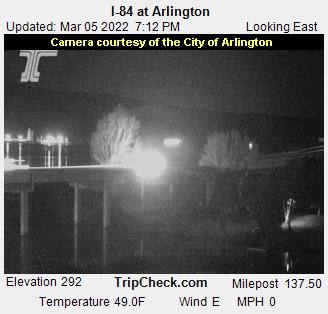 I-84 at Arlington
Updated: Mar 05 2022 7:12 PM Looking East
Camera courtesy of the City of Arlington
Elevation 292 TripCheck.com Milepost 137.50
Temperature 49.0F Wind E MPH 0